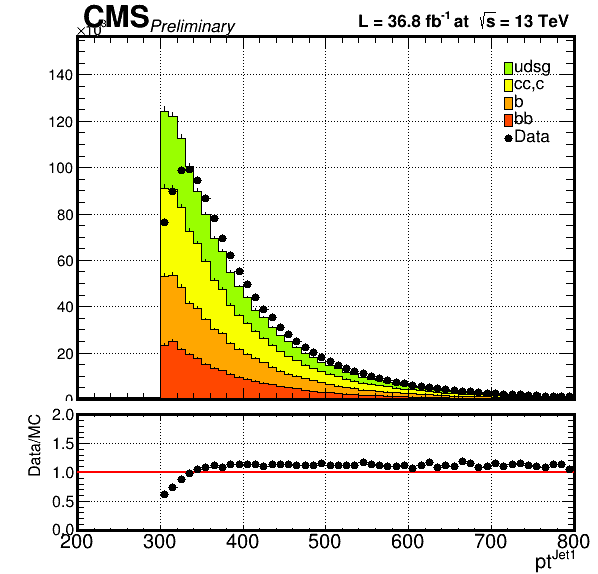 CMS Preliminary L = 36.8 fb⁻¹ at √s = 13 TeV
140
120
100
80
60
40
20
0
udsg
cc,c
b
bb
Data
Data/MC
2.0
1.5
1.0
0.5
0.0
200 300 400 500 600 700 800
pt^Jet1